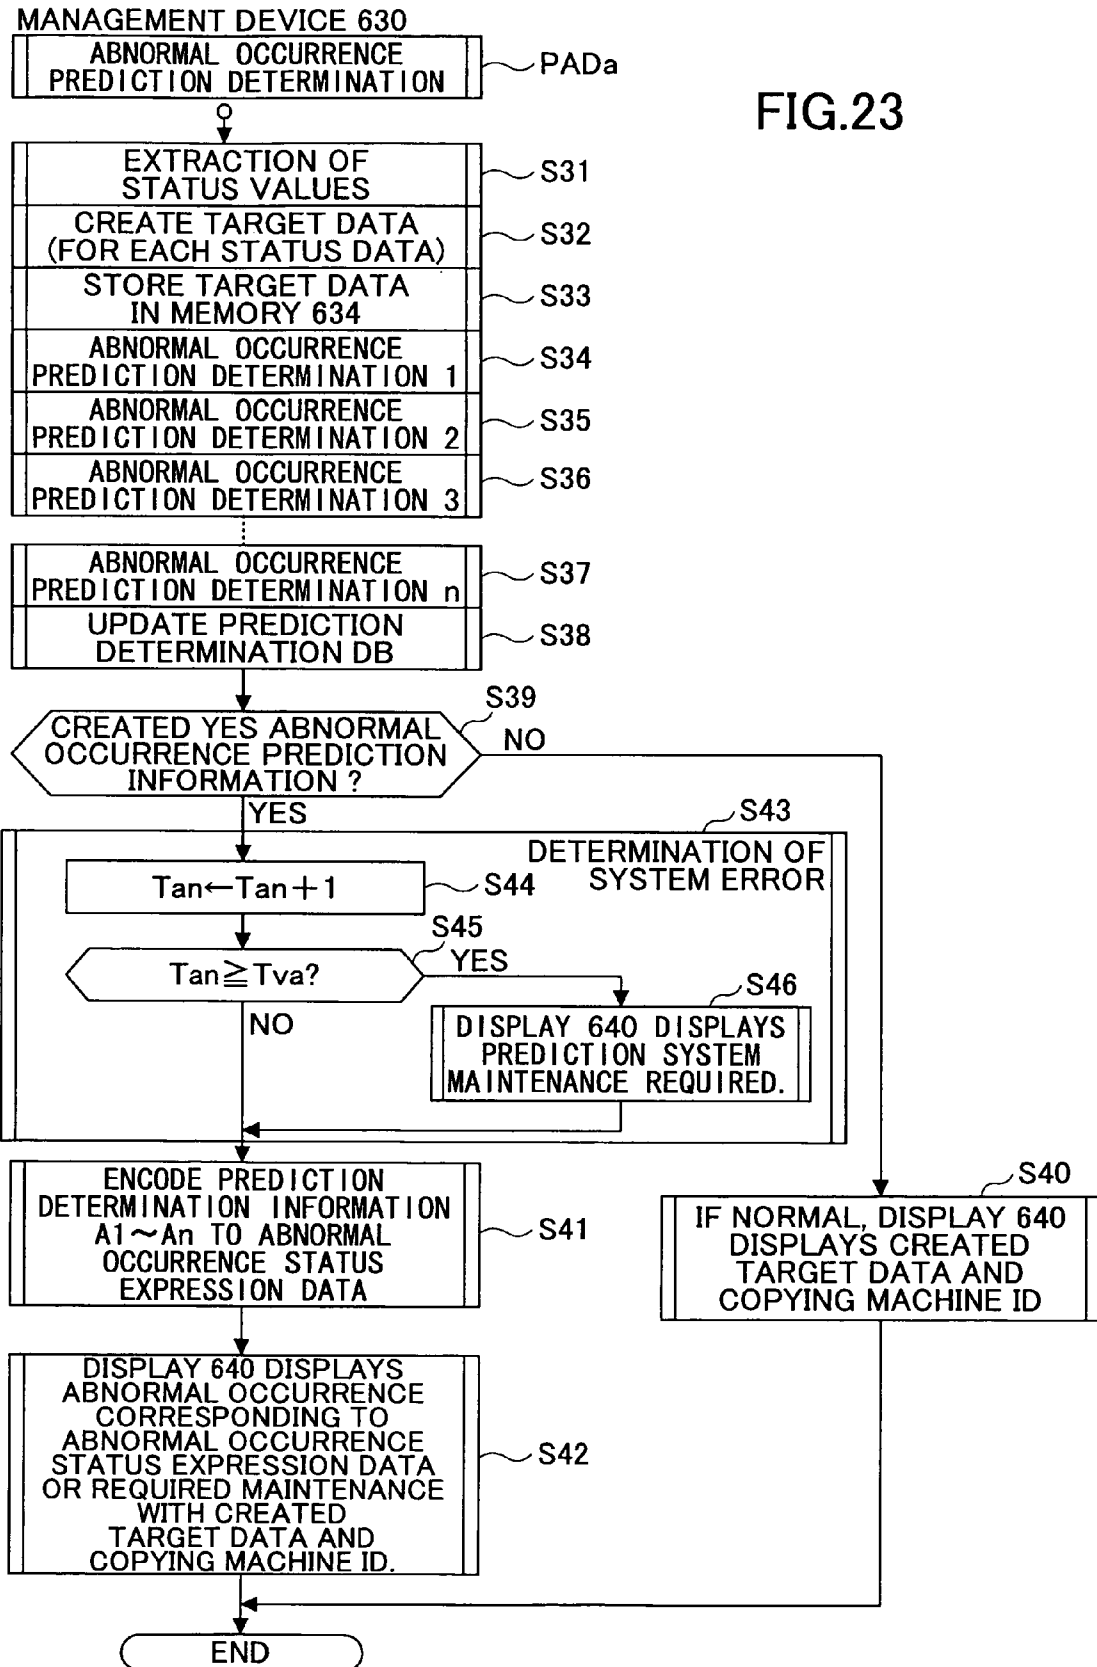 MANAGEMENT DEVICE 630
ABNORMAL OCCURRENCE
PREDICTION DETERMINATION
PADa
FIG.23
EXTRACTION OF
STATUS VALUES
S31
CREATE TARGET DATA
(FOR EACH STATUS DATA)
S32
STORE TARGET DATA
IN MEMORY 634
S33
ABNORMAL OCCURRENCE
PREDICTION DETERMINATION 1
S34
ABNORMAL OCCURRENCE
PREDICTION DETERMINATION 2
S35
ABNORMAL OCCURRENCE
PREDICTION DETERMINATION 3
S36
ABNORMAL OCCURRENCE
PREDICTION DETERMINATION n
S37
UPDATE PREDICTION
DETERMINATION DB
S38
S39
CREATED YES ABNORMAL
OCCURRENCE PREDICTION
INFORMATION ?
NO
YES
S43
DETERMINATION OF
SYSTEM ERROR
Tan←Tan+1
S44
S45
Tan≧Tva?
YES
NO
S46
DISPLAY 640 DISPLAYS
PREDICTION SYSTEM
MAINTENANCE REQUIRED.
ENCODE PREDICTION
DETERMINATION INFORMATION
A1~An TO ABNORMAL
OCCURRENCE STATUS
EXPRESSION DATA
S41
S40
IF NORMAL, DISPLAY 640
DISPLAYS CREATED
TARGET DATA AND
COPYING MACHINE ID
DISPLAY 640 DISPLAYS
ABNORMAL OCCURRENCE
CORRESPONDING TO
ABNORMAL OCCURRENCE
STATUS EXPRESSION DATA
OR REQUIRED MAINTENANCE
WITH CREATED
TARGET DATA AND
COPYING MACHINE ID.
S42
END